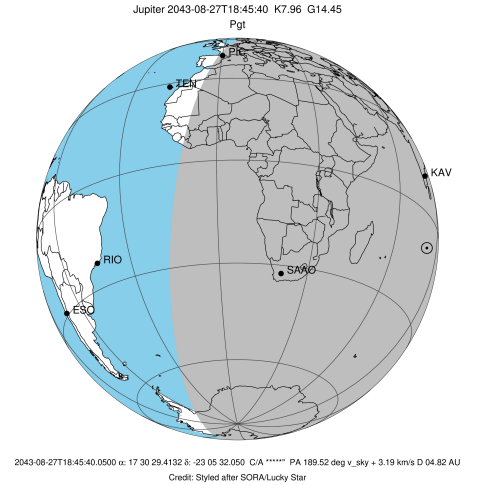 Jupiter 2043-08-27T18:45:40 K7.96 G14.45
Pgt
PIC
TEN
KAV
RIO
SAAO
ESO
2043-08-27T18:45:40.0500 α: 17 30 29.4132 δ: -23 05 32.050 C/A *****" PA 189.52 deg v_sky + 3.19 km/s D 04.82 AU
Credit: Styled after SORA/Lucky Star